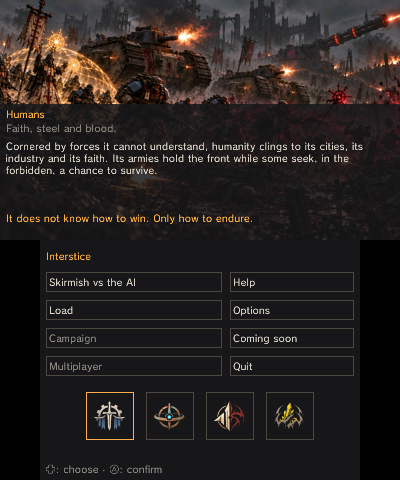 Humans
Faith, steel and blood.
Cornered by forces it cannot understand, humanity clings to its cities, its
industry and its faith. Its armies hold the front while some seek, in the
forbidden, a chance to survive.
It does not know how to win. Only how to endure.
Interstice
Skirmish vs the AI
Help
Load
Options
Campaign
Coming soon
Multiplayer
Quit
: choose · Ⓐ: confirm